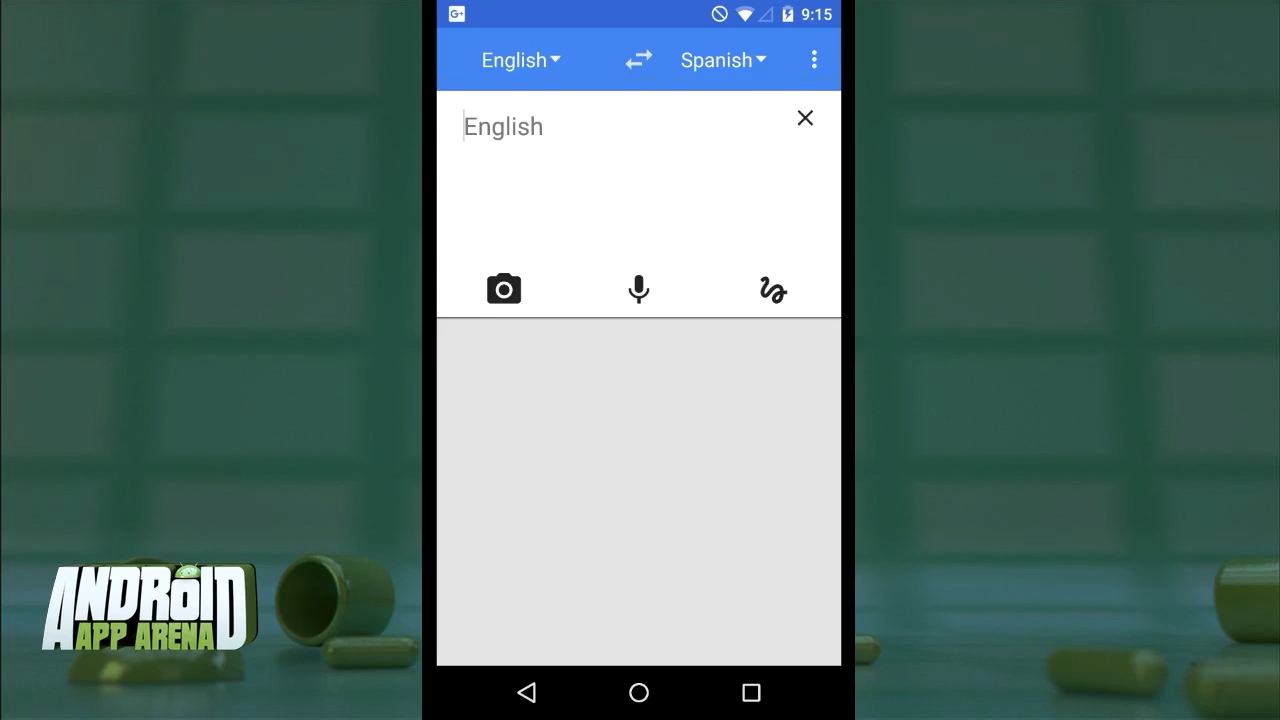 G+
9:15
English
Spanish
English
ANDROID
APP ARENA